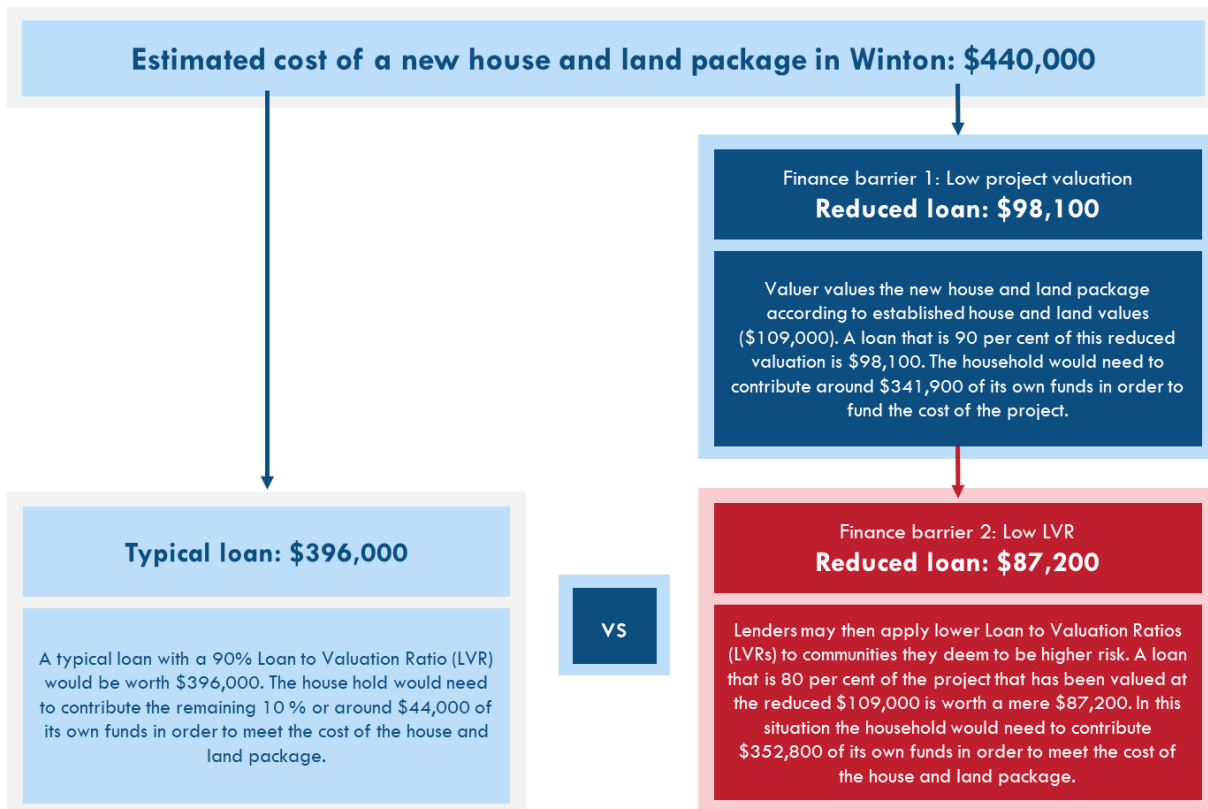 Estimated cost of a new house and land package in Winton: $440,000
Finance barrier 1: Low project valuation
Reduced loan: $98,100
Valuer values the new house and land package
according to established house and land values
($109,000). A loan that is 90 per cent of this reduced
valuation is $98,100. The household would need to
contribute around $341,900 of its own funds in order to
fund the cost of the project.
Typical loan: $396,000
A typical loan with a 90% Loan to Valuation Ratio (LVR)
would be worth $396,000. The house hold would need
to contribute the remaining 10 % or around $44,000 of
its own funds in order to meet the cost of the house and
land package.
VS
Finance barrier 2: Low LVR
Reduced loan: $87,200
Lenders may then apply lower Loan to Valuation Ratios
(LVRs) to communities they deem to be higher risk. A loan
that is 80 per cent of the project that has been valued at
the reduced $109,000 is worth a mere $87,200. In this
situation the household would need to contribute
$352,800 of its own funds in order to meet the cost of
the house and land package.